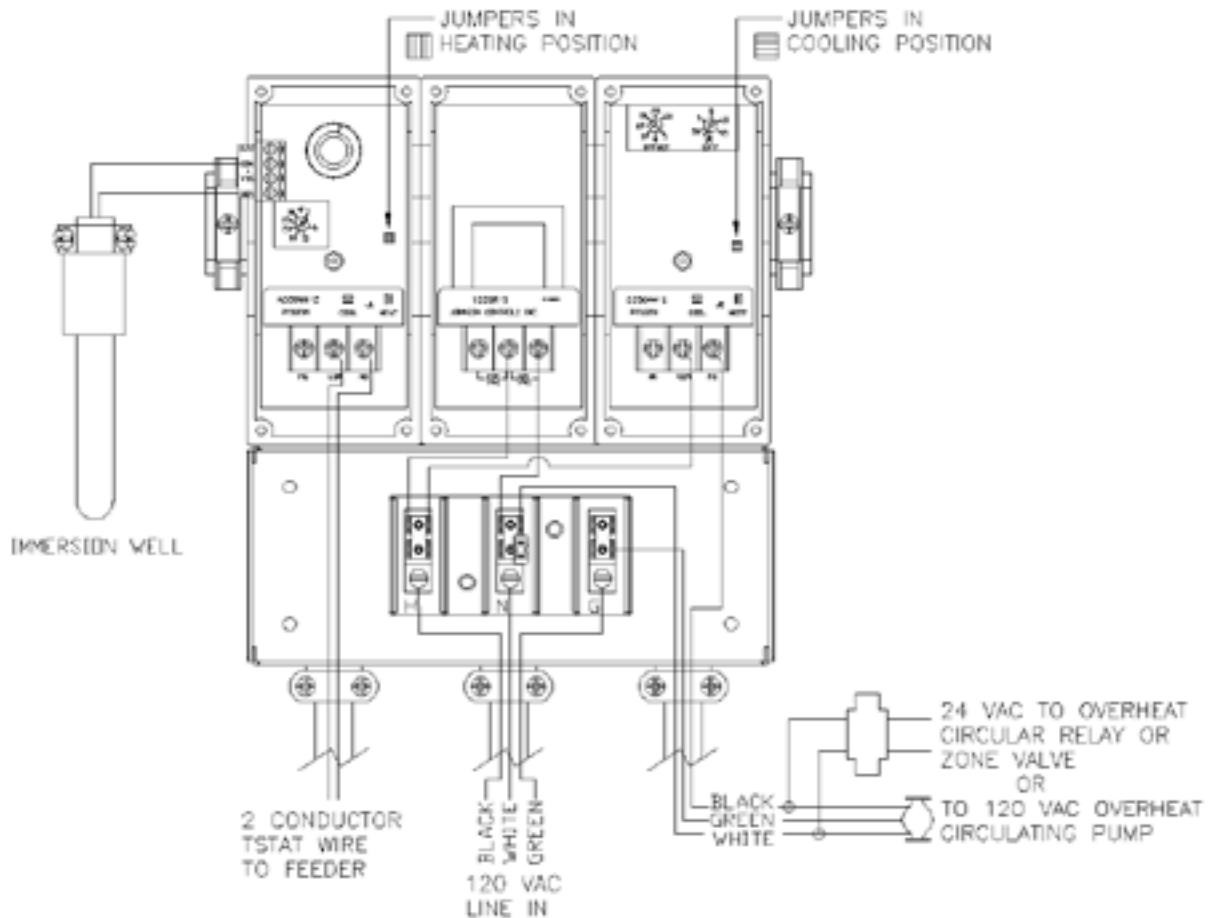 JUMPERS IN
HEATING POSITION
JUMPERS IN
COOLING POSITION
IMMERSION WELL
H
N
G
2 CONDUCTOR
TSTAT WIRE
TO FEEDER
BLACK
WHITE
GREEN
120 VAC
LINE IN
BLACK
GREEN
WHITE
24 VAC TO OVERHEAT
CIRCULAR RELAY OR
ZONE VALVE
OR
TO 120 VAC OVERHEAT
CIRCULATING PUMP